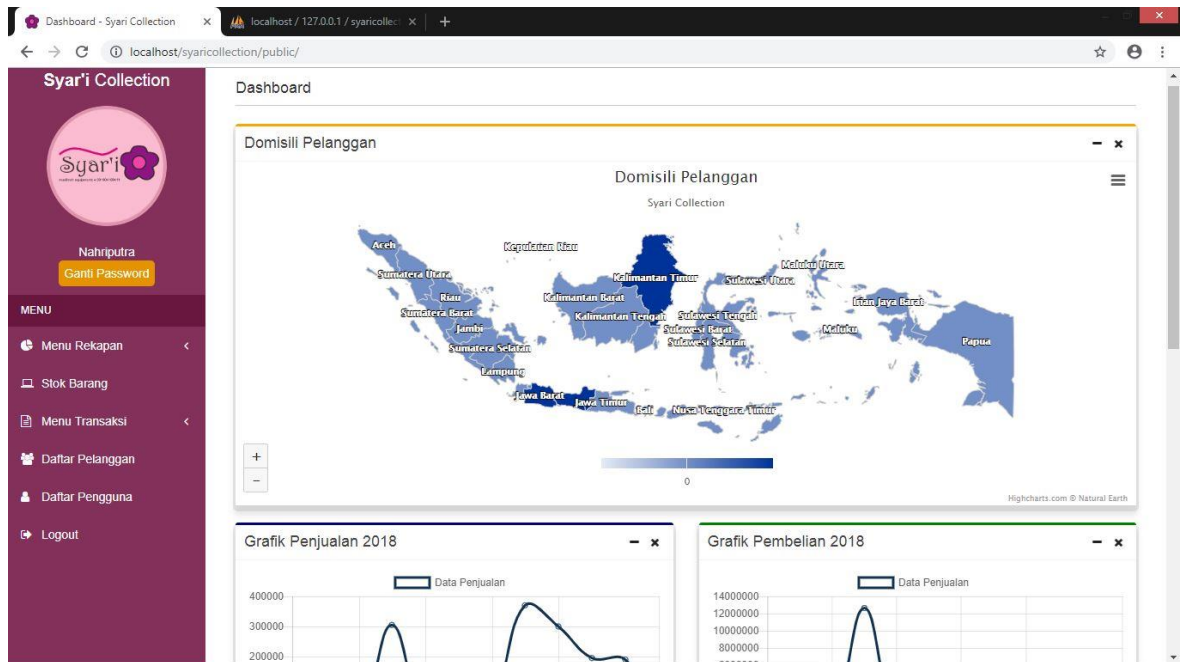 Dashboard - Syari Collection
localhost / 127.0.0.1 / syaricollect
localhost/syaricollection/public/
Syar'i Collection
Syar'i
Nahriputra
Ganti Password
MENU
Menu Rekapan
Stok Barang
Menu Transaksi
Daftar Pelanggan
Daftar Pengguna
Logout
Dashboard
Domisili Pelanggan
Domisili Pelanggan
Syari Collection
Aceh
Kepulauan Riau
Maluku Utara
Sumatera Utara
Kalimantan Timur
Sulawesi Utara
Riau
Kalimantan Barat
Irian Jaya Barat
Sumatera Barat
Kalimantan Tengah
Sulawesi Tengah
Jambi
Sulawesi Barat
Maluku
Sumatera Selatan
Sulawesi Selatan
Papua
Lampung
Jawa Barat
Jawa Timur
Bali
Nusa Tenggara Timur
+
−
0
Highcharts.com © Natural Earth
Grafik Penjualan 2018
Data Penjualan
400000
300000
200000
Grafik Pembelian 2018
Data Penjualan
14000000
12000000
10000000
8000000